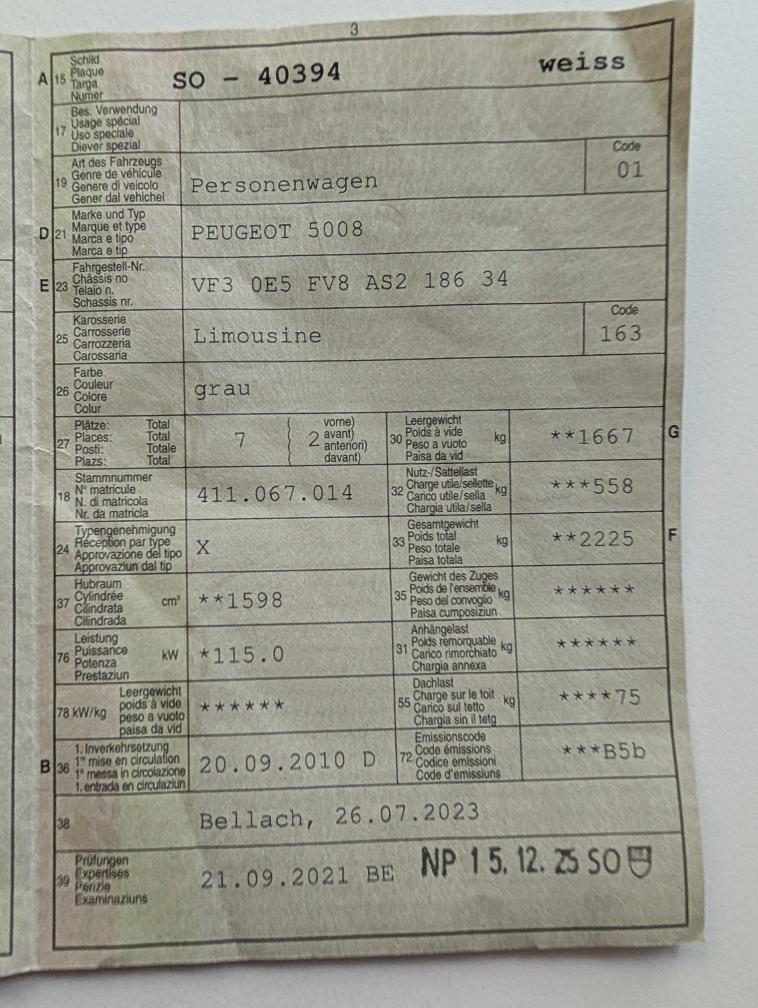 3
A 15 Schild Plaque Targa Numer SO - 40394 weiss
17 Bes. Verwendung Usage spécial Uso speciale Diever spezial
19 Art des Fahrzeugs Genre de véhicule Genere di veicolo Gener dal vehichel Personenwagen Code 01
D 21 Marke und Typ Marque et type Marca e tipo Marca e tip PEUGEOT 5008
E 23 Fahrgestell-Nr. Châssis no Telaio n. Schassis nr. VF3 0E5 FV8 AS2 186 34
25 Karosserie Carrosserie Carrozzeria Carossaria Limousine Code 163
26 Farbe Couleur Colore Colur grau
27 Plätze: Total Places: Total Posti: Totale Plazs: Total 7 ( 2 vorne) avant) anteriori) davant) 30 Leergewicht Poids à vide Peso a vuoto Paisa da vid kg **1667 G
18 Stammnummer N° matricule N. di matricola Nr. da matricla 411.067.014 32 Nutz-/Sattellast Charge utile/sellette Carico utile/sella Chargia utila/sella kg ***558
24 Typengenehmigung Réception par type Approvazione del tipo Approvaziun dal tip X 33 Gesamtgewicht Poids total Peso totale Paisa totala kg **2225 F
37 Hubraum Cylindrée Cilindrata Cilindrada cm³ **1598 35 Gewicht des Zuges Poids de l'ensemble Peso del convoglio Paisa cumposiziun kg ******
76 Leistung Puissance Potenza Prestaziun kW *115.0 31 Anhängelast Poids remorquable Carico rimorchiato Chargia annexa kg ******
78 kW/kg Leergewicht poids à vide peso a vuoto paisa da vid ****** 55 Dachlast Charge sur le toit Carico sul tetto Chargia sin il tetg kg ****75
B 36 1. Inverkehrsetzung 1re mise en circulation 1a messa in circolazione 1. entrada en circulaziun 20.09.2010 D 72 Emissionscode Code émissions Codice emissioni Code d'emissiuns ***B5b
38 Bellach, 26.07.2023
39 Prüfungen Expertises Perizie Examinaziuns 21.09.2021 BE NP 15.12.25 SO